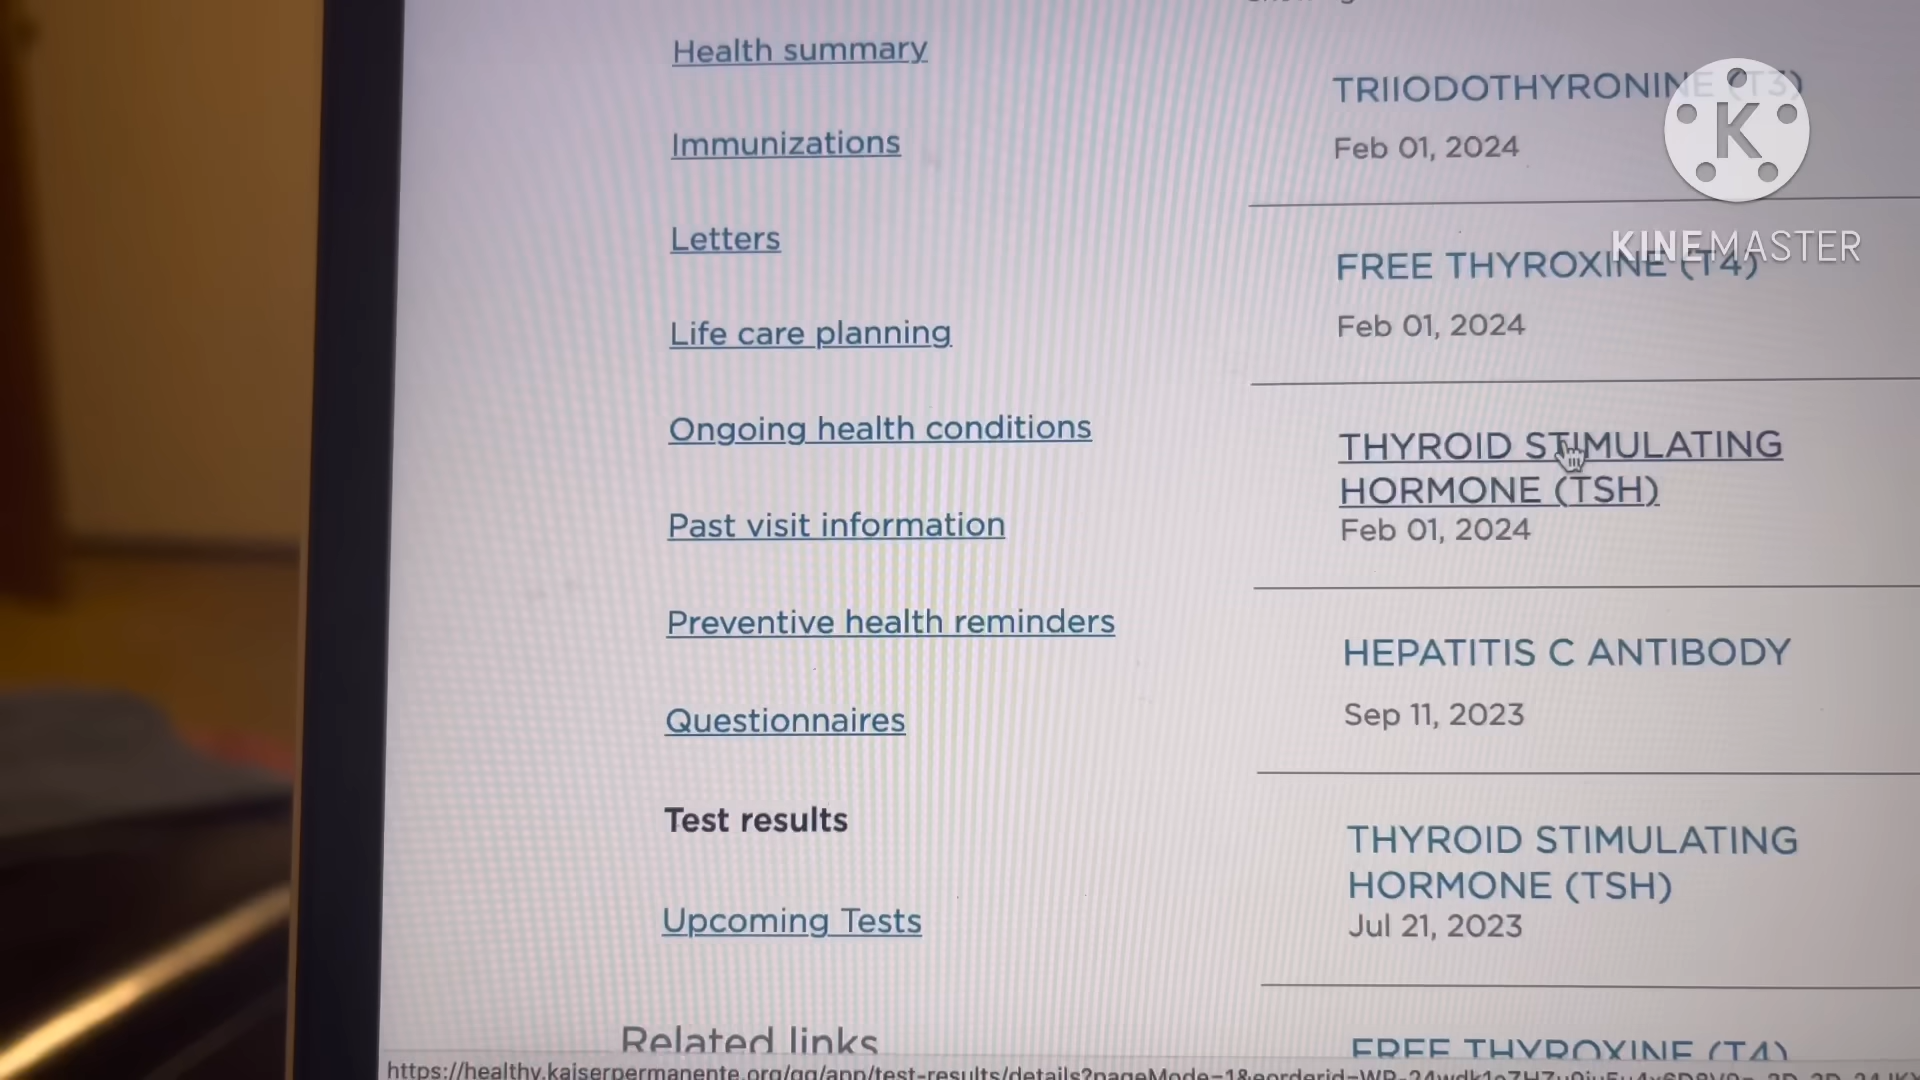 Health summary
Immunizations
Letters
Life care planning
Ongoing health conditions
Past visit information
Preventive health reminders
Questionnaires
Test results
Upcoming Tests
Related links
TRIIODOTHYRONINE (T3)
Feb 01, 2024
FREE THYROXINE (T4)
Feb 01, 2024
THYROID STIMULATING
HORMONE (TSH)
Feb 01, 2024
HEPATITIS C ANTIBODY
Sep 11, 2023
THYROID STIMULATING
HORMONE (TSH)
Jul 21, 2023
FREE THYROXINE (T4)
K
KINEMASTER